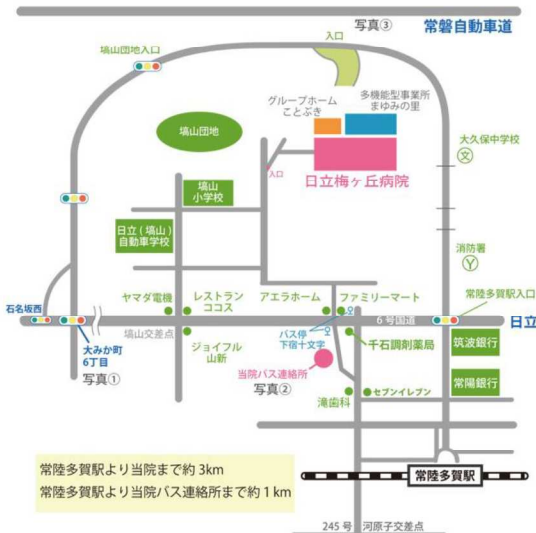 写真③
常磐自動車道
塙山団地入口
入口
グループホーム
ことぶき
多機能型事業所
まゆみの里
塙山団地
大久保中学校
文
入口
日立梅ヶ丘病院
塙山
小学校
日立(塙山)
自動車学校
消防署
Y
石名坂西
ヤマダ電機
レストラン
ココス
アエラホーム
ファミリーマート
常陸多賀駅入口
6号国道
日立
塙山交差点
バス停
下宿十文字
大みか町
6丁目
ジョイフル
山新
千石調剤薬局
筑波銀行
写真①
当院バス連絡所
写真②
セブンイレブン
常陽銀行
滝歯科
常陸多賀駅より当院まで約3km
常陸多賀駅より当院バス連絡所まで約1km
常陸多賀駅
245号
河原子交差点